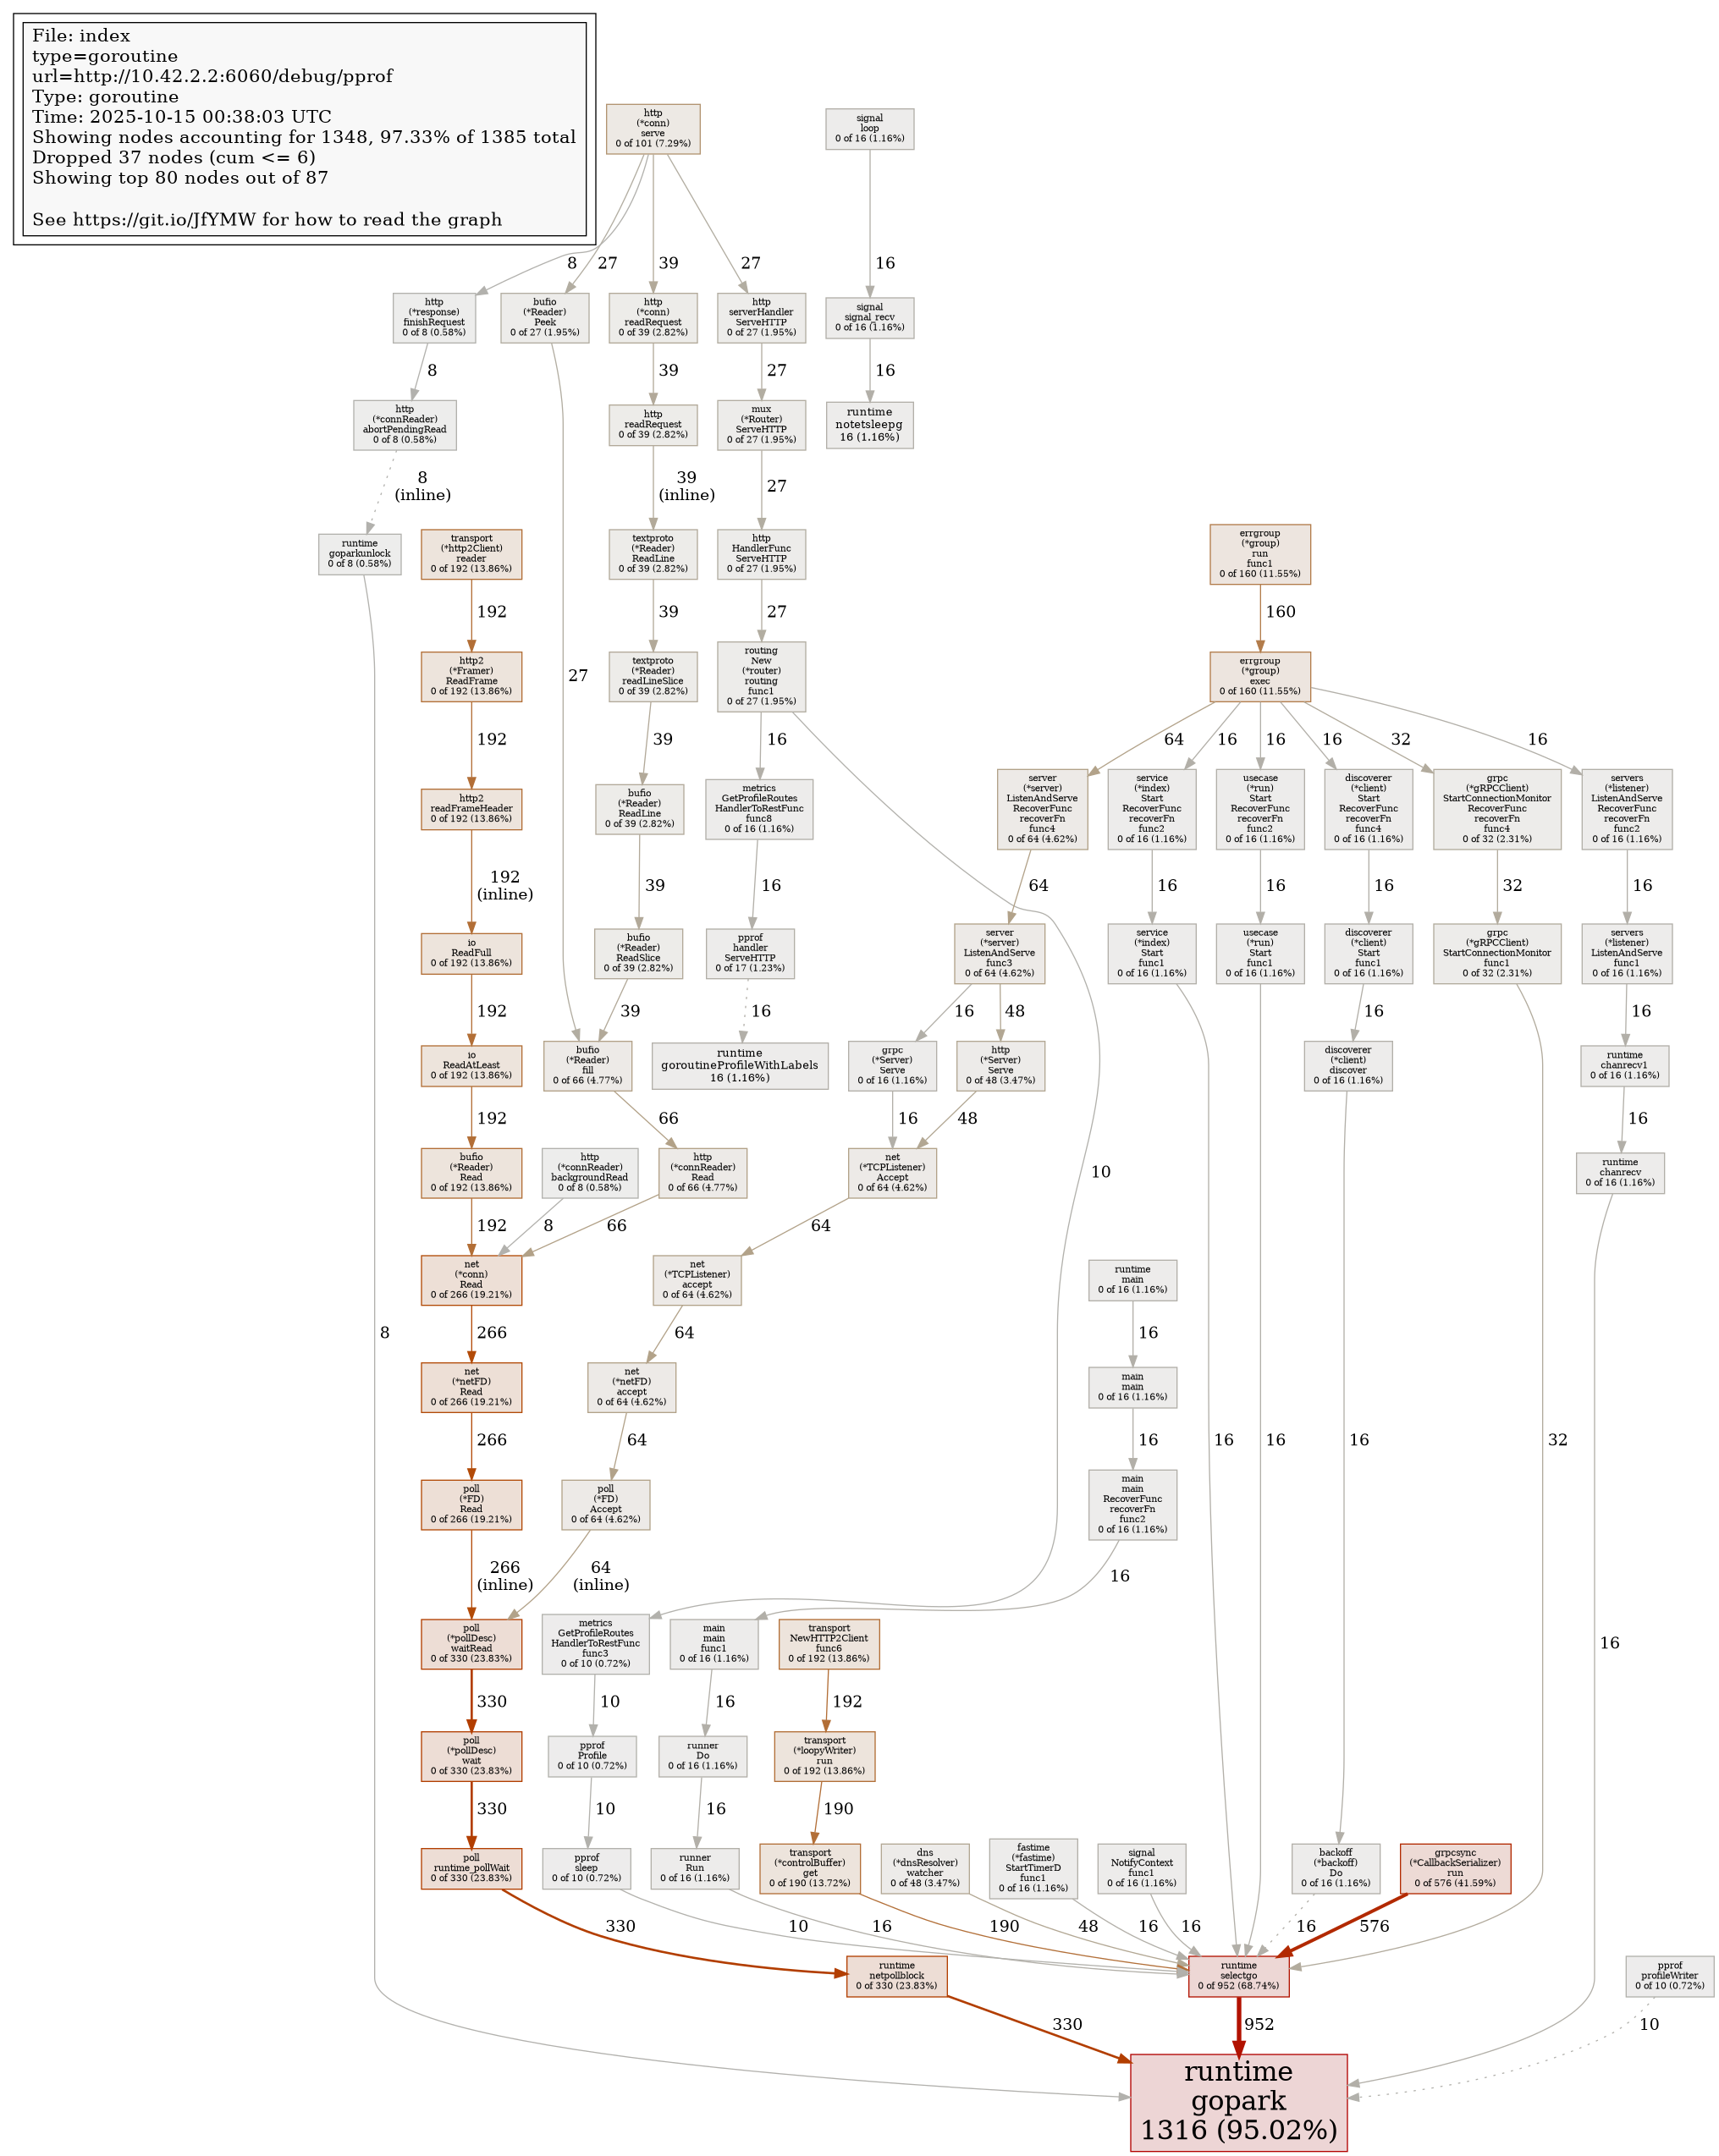 File: index
type=goroutine
url=http://10.42.2.2:6060/debug/pprof
Type: goroutine
Time: 2025-10-15 00:38:03 UTC
Showing nodes accounting for 1348, 97.33% of 1385 total
Dropped 37 nodes (cum <= 6)
Showing top 80 nodes out of 87
See https://git.io/JfYMW for how to read the graph
http
(*conn)
serve
0 of 101 (7.29%)
signal
loop
0 of 16 (1.16%)
8
27
39
27
16
http
(*response)
finishRequest
0 of 8 (0.58%)
bufio
(*Reader)
Peek
0 of 27 (1.95%)
http
(*conn)
readRequest
0 of 39 (2.82%)
http
serverHandler
ServeHTTP
0 of 27 (1.95%)
signal
signal_recv
0 of 16 (1.16%)
8
39
27
16
http
(*connReader)
abortPendingRead
0 of 8 (0.58%)
http
readRequest
0 of 39 (2.82%)
mux
(*Router)
ServeHTTP
0 of 27 (1.95%)
runtime
notetsleepg
16 (1.16%)
8
(inline)
39
(inline)
27
runtime
goparkunlock
0 of 8 (0.58%)
transport
(*http2Client)
reader
0 of 192 (13.86%)
textproto
(*Reader)
ReadLine
0 of 39 (2.82%)
http
HandlerFunc
ServeHTTP
0 of 27 (1.95%)
errgroup
(*group)
run
func1
0 of 160 (11.55%)
192
39
27
160
http2
(*Framer)
ReadFrame
0 of 192 (13.86%)
27
textproto
(*Reader)
readLineSlice
0 of 39 (2.82%)
routing
New
(*router)
routing
func1
0 of 27 (1.95%)
errgroup
(*group)
exec
0 of 160 (11.55%)
192
39
16
64
16
16
16
32
16
http2
readFrameHeader
0 of 192 (13.86%)
bufio
(*Reader)
ReadLine
0 of 39 (2.82%)
metrics
GetProfileRoutes
HandlerToRestFunc
func8
0 of 16 (1.16%)
server
(*server)
ListenAndServe
RecoverFunc
recoverFn
func4
0 of 64 (4.62%)
service
(*index)
Start
RecoverFunc
recoverFn
func2
0 of 16 (1.16%)
usecase
(*run)
Start
RecoverFunc
recoverFn
func2
0 of 16 (1.16%)
discoverer
(*client)
Start
RecoverFunc
recoverFn
func4
0 of 16 (1.16%)
grpc
(*gRPCClient)
StartConnectionMonitor
RecoverFunc
recoverFn
func4
0 of 32 (2.31%)
servers
(*listener)
ListenAndServe
RecoverFunc
recoverFn
func2
0 of 16 (1.16%)
192
(inline)
39
16
64
16
16
16
32
16
io
ReadFull
0 of 192 (13.86%)
bufio
(*Reader)
ReadSlice
0 of 39 (2.82%)
pprof
handler
ServeHTTP
0 of 17 (1.23%)
server
(*server)
ListenAndServe
func3
0 of 64 (4.62%)
service
(*index)
Start
func1
0 of 16 (1.16%)
usecase
(*run)
Start
func1
0 of 16 (1.16%)
discoverer
(*client)
Start
func1
0 of 16 (1.16%)
grpc
(*gRPCClient)
StartConnectionMonitor
func1
0 of 32 (2.31%)
servers
(*listener)
ListenAndServe
func1
0 of 16 (1.16%)
192
39
16
16
48
16
16
io
ReadAtLeast
0 of 192 (13.86%)
bufio
(*Reader)
fill
0 of 66 (4.77%)
runtime
goroutineProfileWithLabels
16 (1.16%)
grpc
(*Server)
Serve
0 of 16 (1.16%)
http
(*Server)
Serve
0 of 48 (3.47%)
discoverer
(*client)
discover
0 of 16 (1.16%)
runtime
chanrecv1
0 of 16 (1.16%)
192
66
16
48
16
bufio
(*Reader)
Read
0 of 192 (13.86%)
http
(*connReader)
backgroundRead
0 of 8 (0.58%)
http
(*connReader)
Read
0 of 66 (4.77%)
net
(*TCPListener)
Accept
0 of 64 (4.62%)
10
runtime
chanrecv
0 of 16 (1.16%)
192
8
66
64
net
(*conn)
Read
0 of 266 (19.21%)
net
(*TCPListener)
accept
0 of 64 (4.62%)
runtime
main
0 of 16 (1.16%)
8
266
64
16
net
(*netFD)
Read
0 of 266 (19.21%)
net
(*netFD)
accept
0 of 64 (4.62%)
main
main
0 of 16 (1.16%)
266
64
16
16
16
16
32
poll
(*FD)
Read
0 of 266 (19.21%)
poll
(*FD)
Accept
0 of 64 (4.62%)
main
main
RecoverFunc
recoverFn
func2
0 of 16 (1.16%)
266
(inline)
64
(inline)
16
poll
(*pollDesc)
waitRead
0 of 330 (23.83%)
metrics
GetProfileRoutes
HandlerToRestFunc
func3
0 of 10 (0.72%)
main
main
func1
0 of 16 (1.16%)
transport
NewHTTP2Client
func6
0 of 192 (13.86%)
16
330
10
16
192
poll
(*pollDesc)
wait
0 of 330 (23.83%)
pprof
Profile
0 of 10 (0.72%)
runner
Do
0 of 16 (1.16%)
transport
(*loopyWriter)
run
0 of 192 (13.86%)
330
10
16
190
poll
runtime_pollWait
0 of 330 (23.83%)
pprof
sleep
0 of 10 (0.72%)
runner
Run
0 of 16 (1.16%)
transport
(*controlBuffer)
get
0 of 190 (13.72%)
dns
(*dnsResolver)
watcher
0 of 48 (3.47%)
fastime
(*fastime)
StartTimerD
func1
0 of 16 (1.16%)
signal
NotifyContext
func1
0 of 16 (1.16%)
backoff
(*backoff)
Do
0 of 16 (1.16%)
grpcsync
(*CallbackSerializer)
run
0 of 576 (41.59%)
330
10
16
190
48
16
16
16
576
runtime
netpollblock
0 of 330 (23.83%)
runtime
selectgo
0 of 952 (68.74%)
pprof
profileWriter
0 of 10 (0.72%)
330
952
10
runtime
gopark
1316 (95.02%)